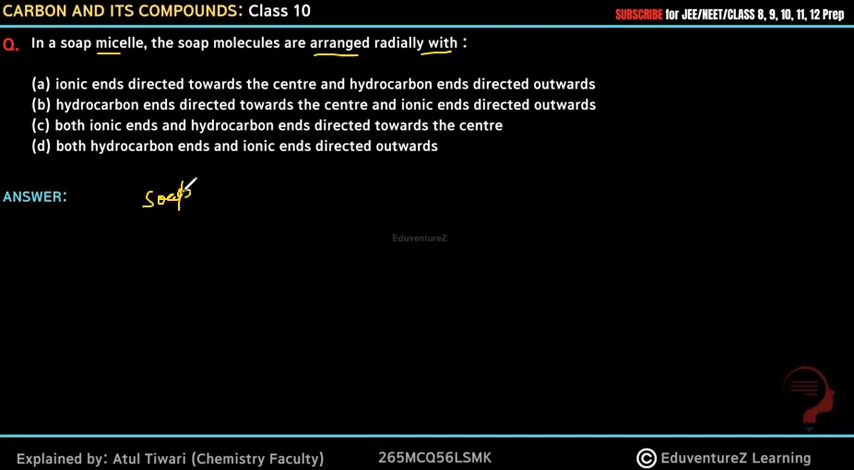 CARBON AND ITS COMPOUNDS: Class 10
SUBSCRIBE for JEE/NEET/CLASS 8, 9, 10, 11, 12 Prep
Q. In a soap micelle, the soap molecules are arranged radially with :
(a) ionic ends directed towards the centre and hydrocarbon ends directed outwards
(b) hydrocarbon ends directed towards the centre and ionic ends directed outwards
(c) both ionic ends and hydrocarbon ends directed towards the centre
(d) both hydrocarbon ends and ionic ends directed outwards
ANSWER: Soap
EduventureZ
Explained by: Atul Tiwari (Chemistry Faculty) 265MCQ56LSMK © EduventureZ Learning